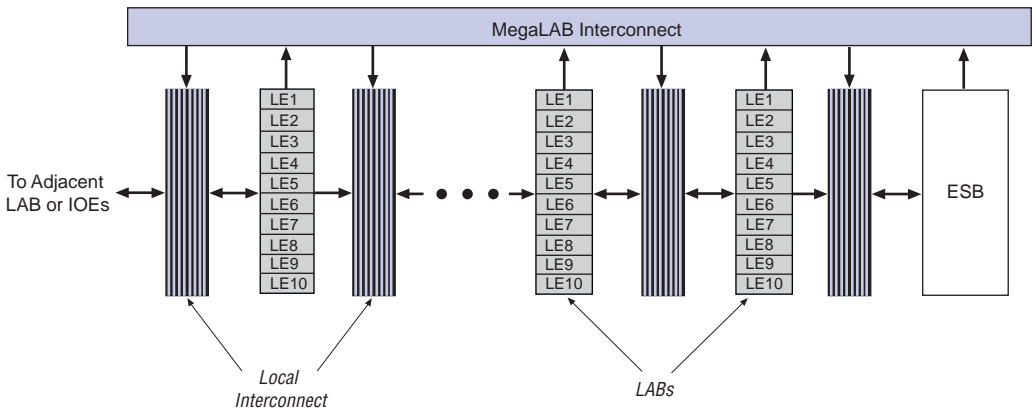 MegaLAB Interconnect
To Adjacent
LAB or IOEs
LE1
LE2
LE3
LE4
LE5
LE6
LE7
LE8
LE9
LE10
LE1
LE2
LE3
LE4
LE5
LE6
LE7
LE8
LE9
LE10
LE1
LE2
LE3
LE4
LE5
LE6
LE7
LE8
LE9
LE10
ESB
Local
Interconnect
LABs